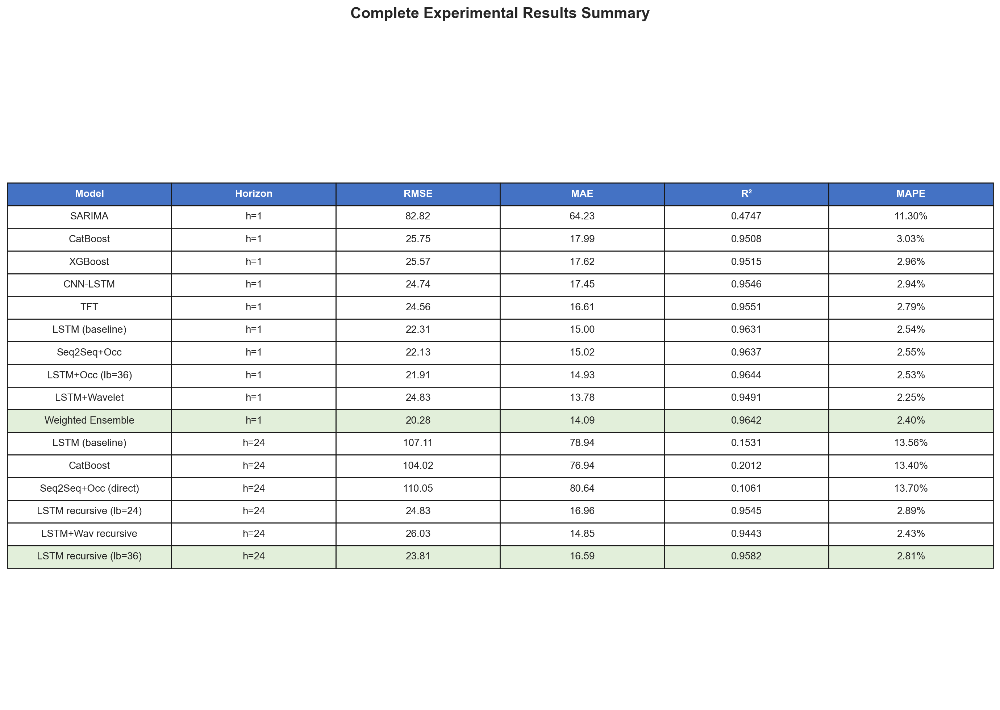 Complete Experimental Results Summary
Model Horizon RMSE MAE R² MAPE
SARIMA h=1 82.82 64.23 0.4747 11.30%
CatBoost h=1 25.75 17.99 0.9508 3.03%
XGBoost h=1 25.57 17.62 0.9515 2.96%
CNN-LSTM h=1 24.74 17.45 0.9546 2.94%
TFT h=1 24.56 16.61 0.9551 2.79%
LSTM (baseline) h=1 22.31 15.00 0.9631 2.54%
Seq2Seq+Occ h=1 22.13 15.02 0.9637 2.55%
LSTM+Occ (lb=36) h=1 21.91 14.93 0.9644 2.53%
LSTM+Wavelet h=1 24.83 13.78 0.9491 2.25%
Weighted Ensemble h=1 20.28 14.09 0.9642 2.40%
LSTM (baseline) h=24 107.11 78.94 0.1531 13.56%
CatBoost h=24 104.02 76.94 0.2012 13.40%
Seq2Seq+Occ (direct) h=24 110.05 80.64 0.1061 13.70%
LSTM recursive (lb=24) h=24 24.83 16.96 0.9545 2.89%
LSTM+Wav recursive h=24 26.03 14.85 0.9443 2.43%
LSTM recursive (lb=36) h=24 23.81 16.59 0.9582 2.81%